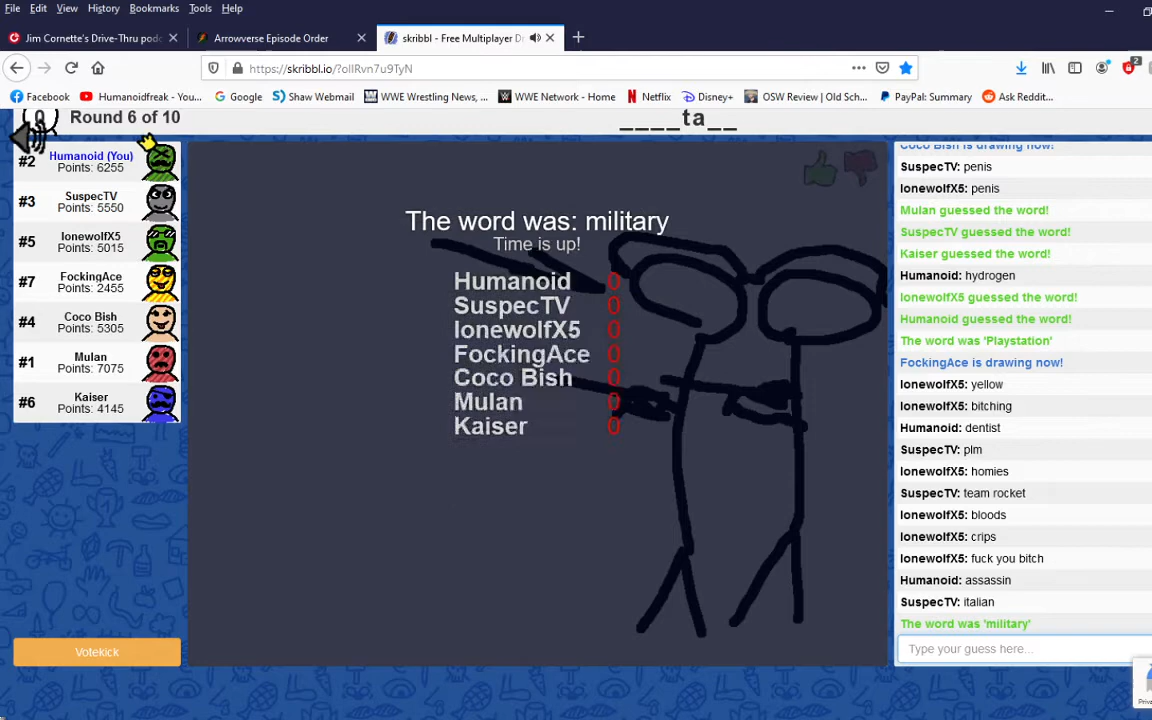 File Edit View History Bookmarks Tools Help
Jim Cornette's Drive-Thru pod
Arrowverse Episode Order
skribbl - Free Multiplayer D
https://skribbl.io/?olIRvn7u9TyN
2
Facebook
Humanoidfreak - You...
Google
Shaw Webmail
WWE Wrestling News, ...
WWE Network - Home
Netflix
Disney+
OSW Review | Old Sch...
PayPal: Summary
Ask Reddit...
0
Round 6 of 10
____ta__
#2 Humanoid (You)
Points: 6255
#3 SuspecTV
Points: 5550
#5 lonewolfX5
Points: 5015
#7 FockingAce
Points: 2455
#4 Coco Bish
Points: 5305
#1 Mulan
Points: 7075
#6 Kaiser
Points: 4145
Votekick
The word was: military
Time is up!
Humanoid 0
SuspecTV 0
lonewolfX5 0
FockingAce 0
Coco Bish 0
Mulan 0
Kaiser 0
Coco Bish is drawing now!
SuspecTV: penis
lonewolfX5: penis
Mulan guessed the word!
SuspecTV guessed the word!
Kaiser guessed the word!
Humanoid: hydrogen
lonewolfX5 guessed the word!
Humanoid guessed the word!
The word was 'Playstation'
FockingAce is drawing now!
lonewolfX5: yellow
lonewolfX5: bitching
Humanoid: dentist
SuspecTV: plm
lonewolfX5: homies
SuspecTV: team rocket
lonewolfX5: bloods
lonewolfX5: crips
lonewolfX5: fuck you bitch
Humanoid: assassin
SuspecTV: italian
The word was 'military'
Type your guess here...
Priva